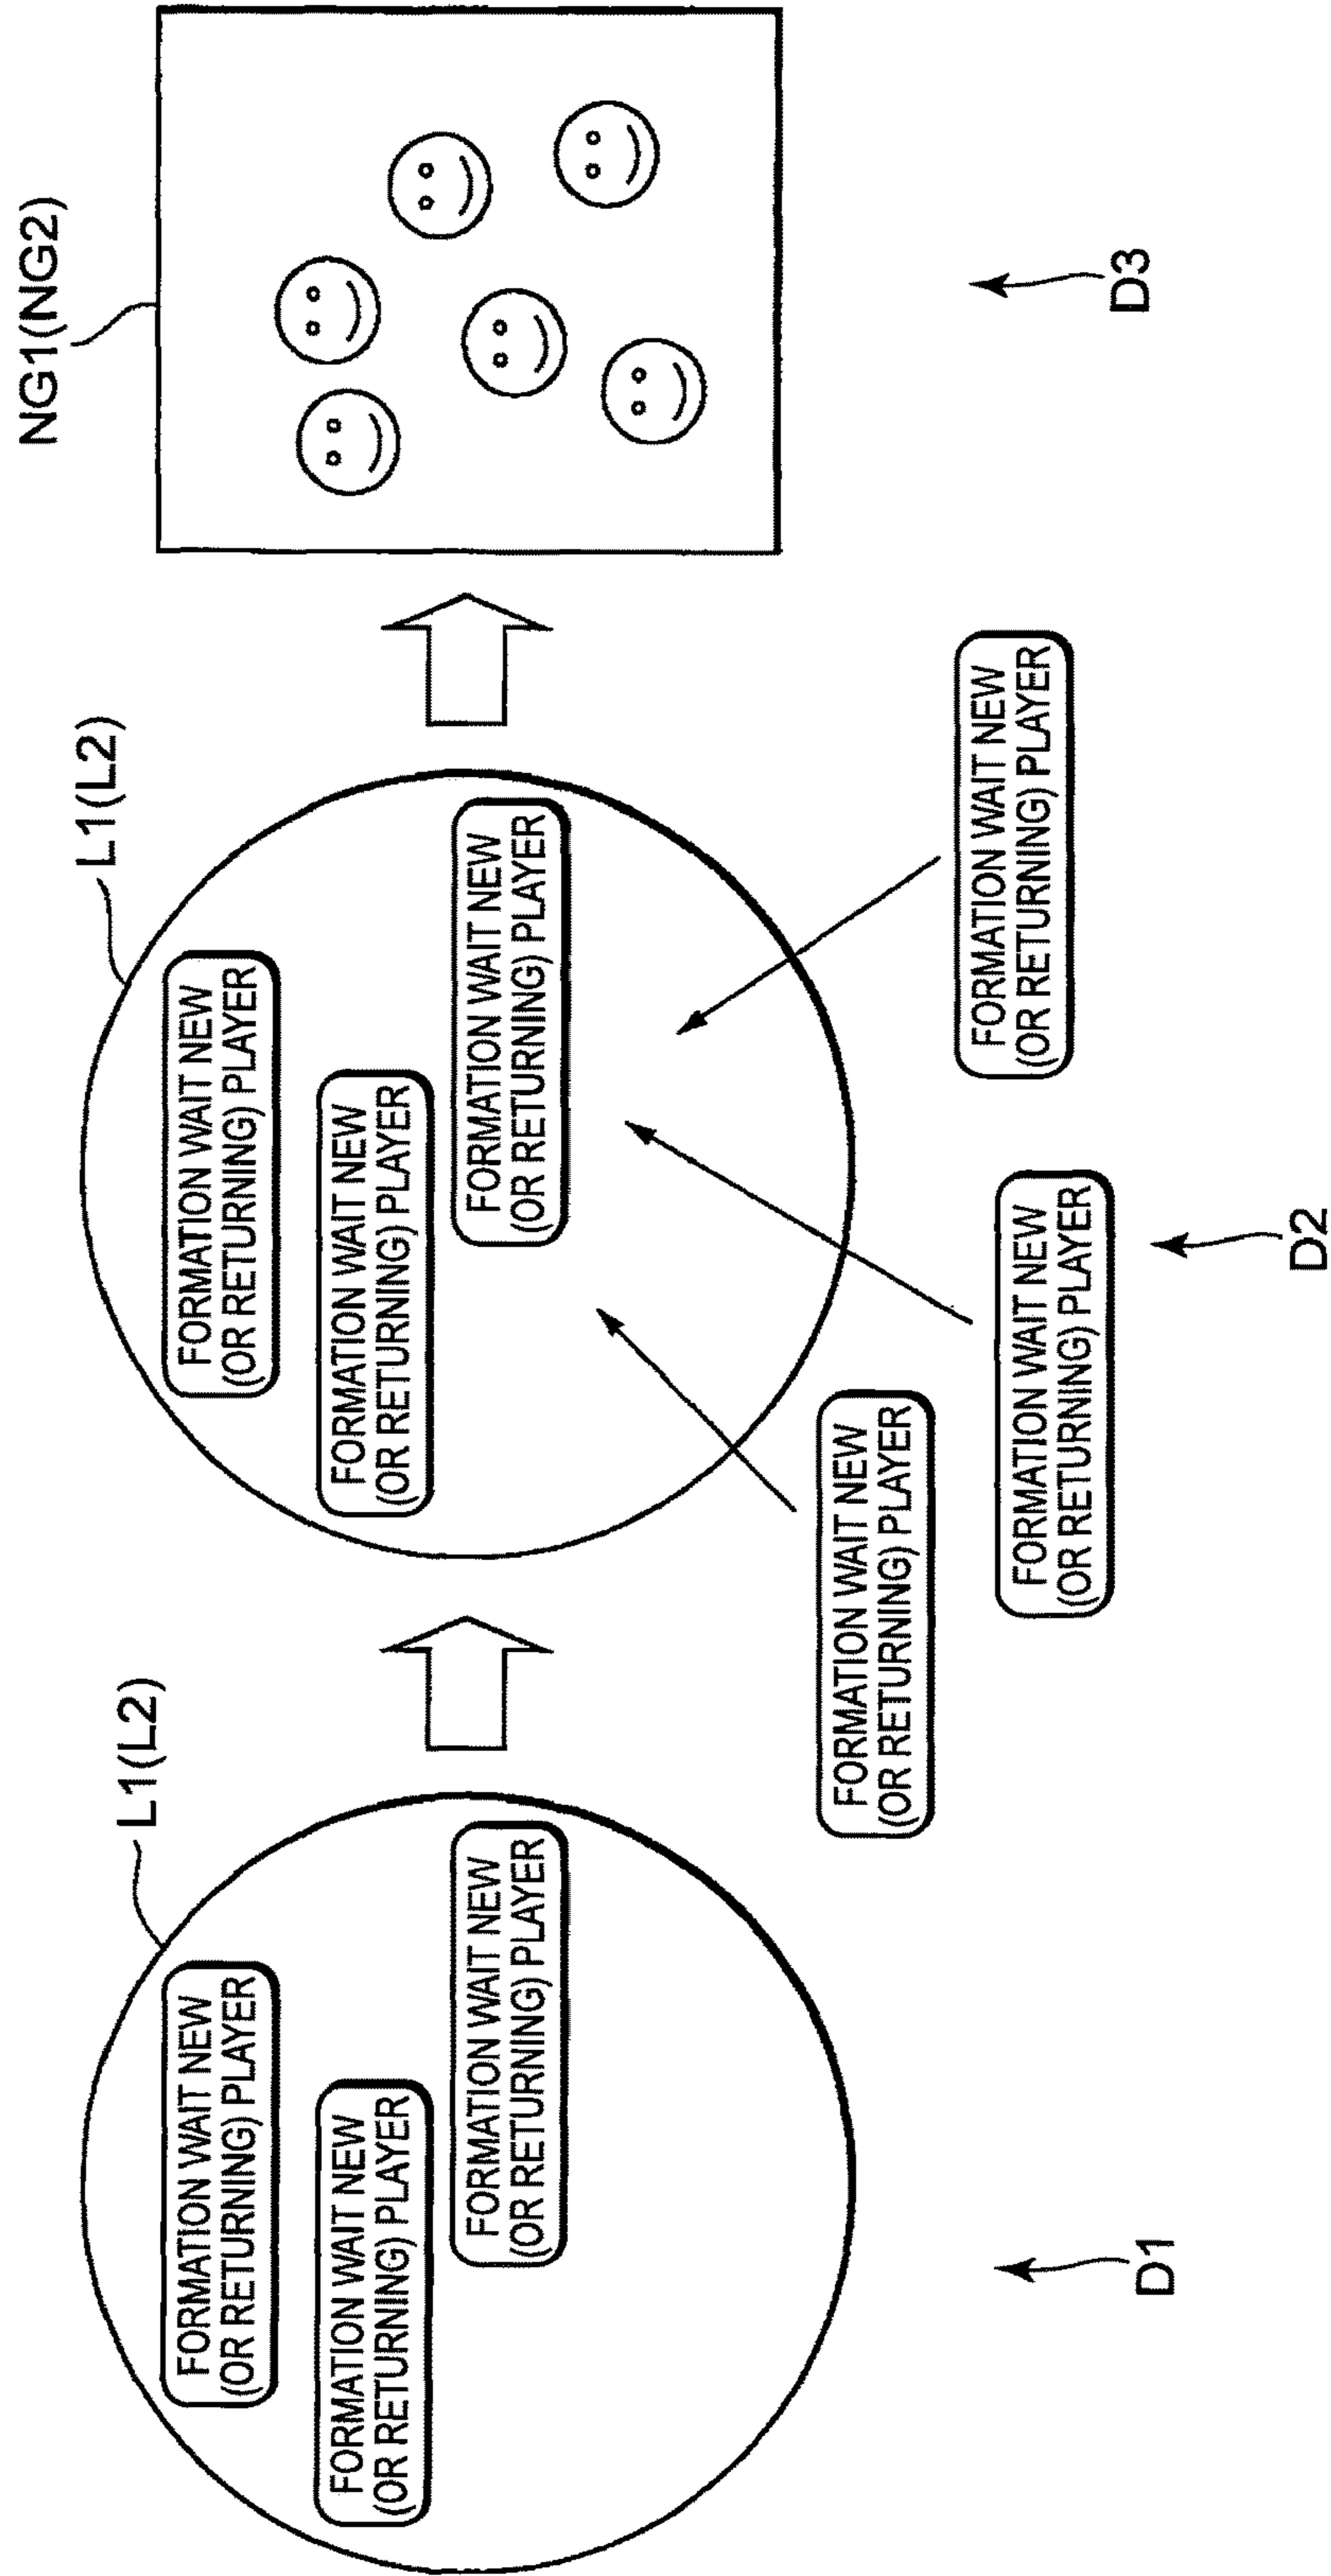 L1(L2)
FORMATION WAIT NEW
(OR RETURNING) PLAYER
FORMATION WAIT NEW
(OR RETURNING) PLAYER
FORMATION WAIT NEW
(OR RETURNING) PLAYER
D1
L1(L2)
FORMATION WAIT NEW
(OR RETURNING) PLAYER
FORMATION WAIT NEW
(OR RETURNING) PLAYER
FORMATION WAIT NEW
(OR RETURNING) PLAYER
FORMATION WAIT NEW
(OR RETURNING) PLAYER
FORMATION WAIT NEW
(OR RETURNING) PLAYER
FORMATION WAIT NEW
(OR RETURNING) PLAYER
D2
NG1(NG2)
D3